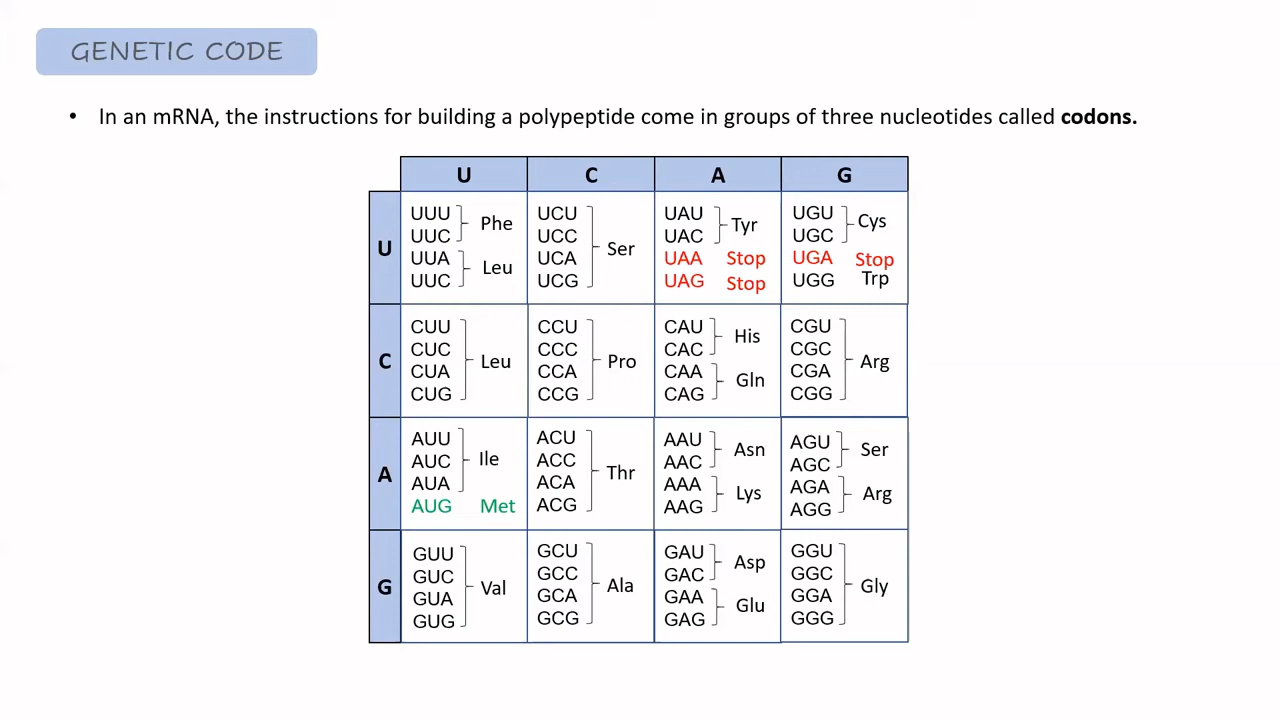 GENETIC CODE
• In an mRNA, the instructions for building a polypeptide come in groups of three nucleotides called codons.
U C A G
U
UUU
UUC
Phe
UUA
UUC
Leu
UCU
UCC
UCA
UCG
Ser
UAU
UAC
Tyr
UAA Stop
UAG Stop
UGU
UGC
Cys
UGA Stop
UGG Trp
C
CUU
CUC
CUA
CUG
Leu
CCU
CCC
CCA
CCG
Pro
CAU
CAC
His
CAA
CAG
Gln
CGU
CGC
CGA
CGG
Arg
A
AUU
AUC
AUA
Ile
AUG Met
ACU
ACC
ACA
ACG
Thr
AAU
AAC
Asn
AAA
AAG
Lys
AGU
AGC
Ser
AGA
AGG
Arg
G
GUU
GUC
GUA
GUG
Val
GCU
GCC
GCA
GCG
Ala
GAU
GAC
Asp
GAA
GAG
Glu
GGU
GGC
GGA
GGG
Gly